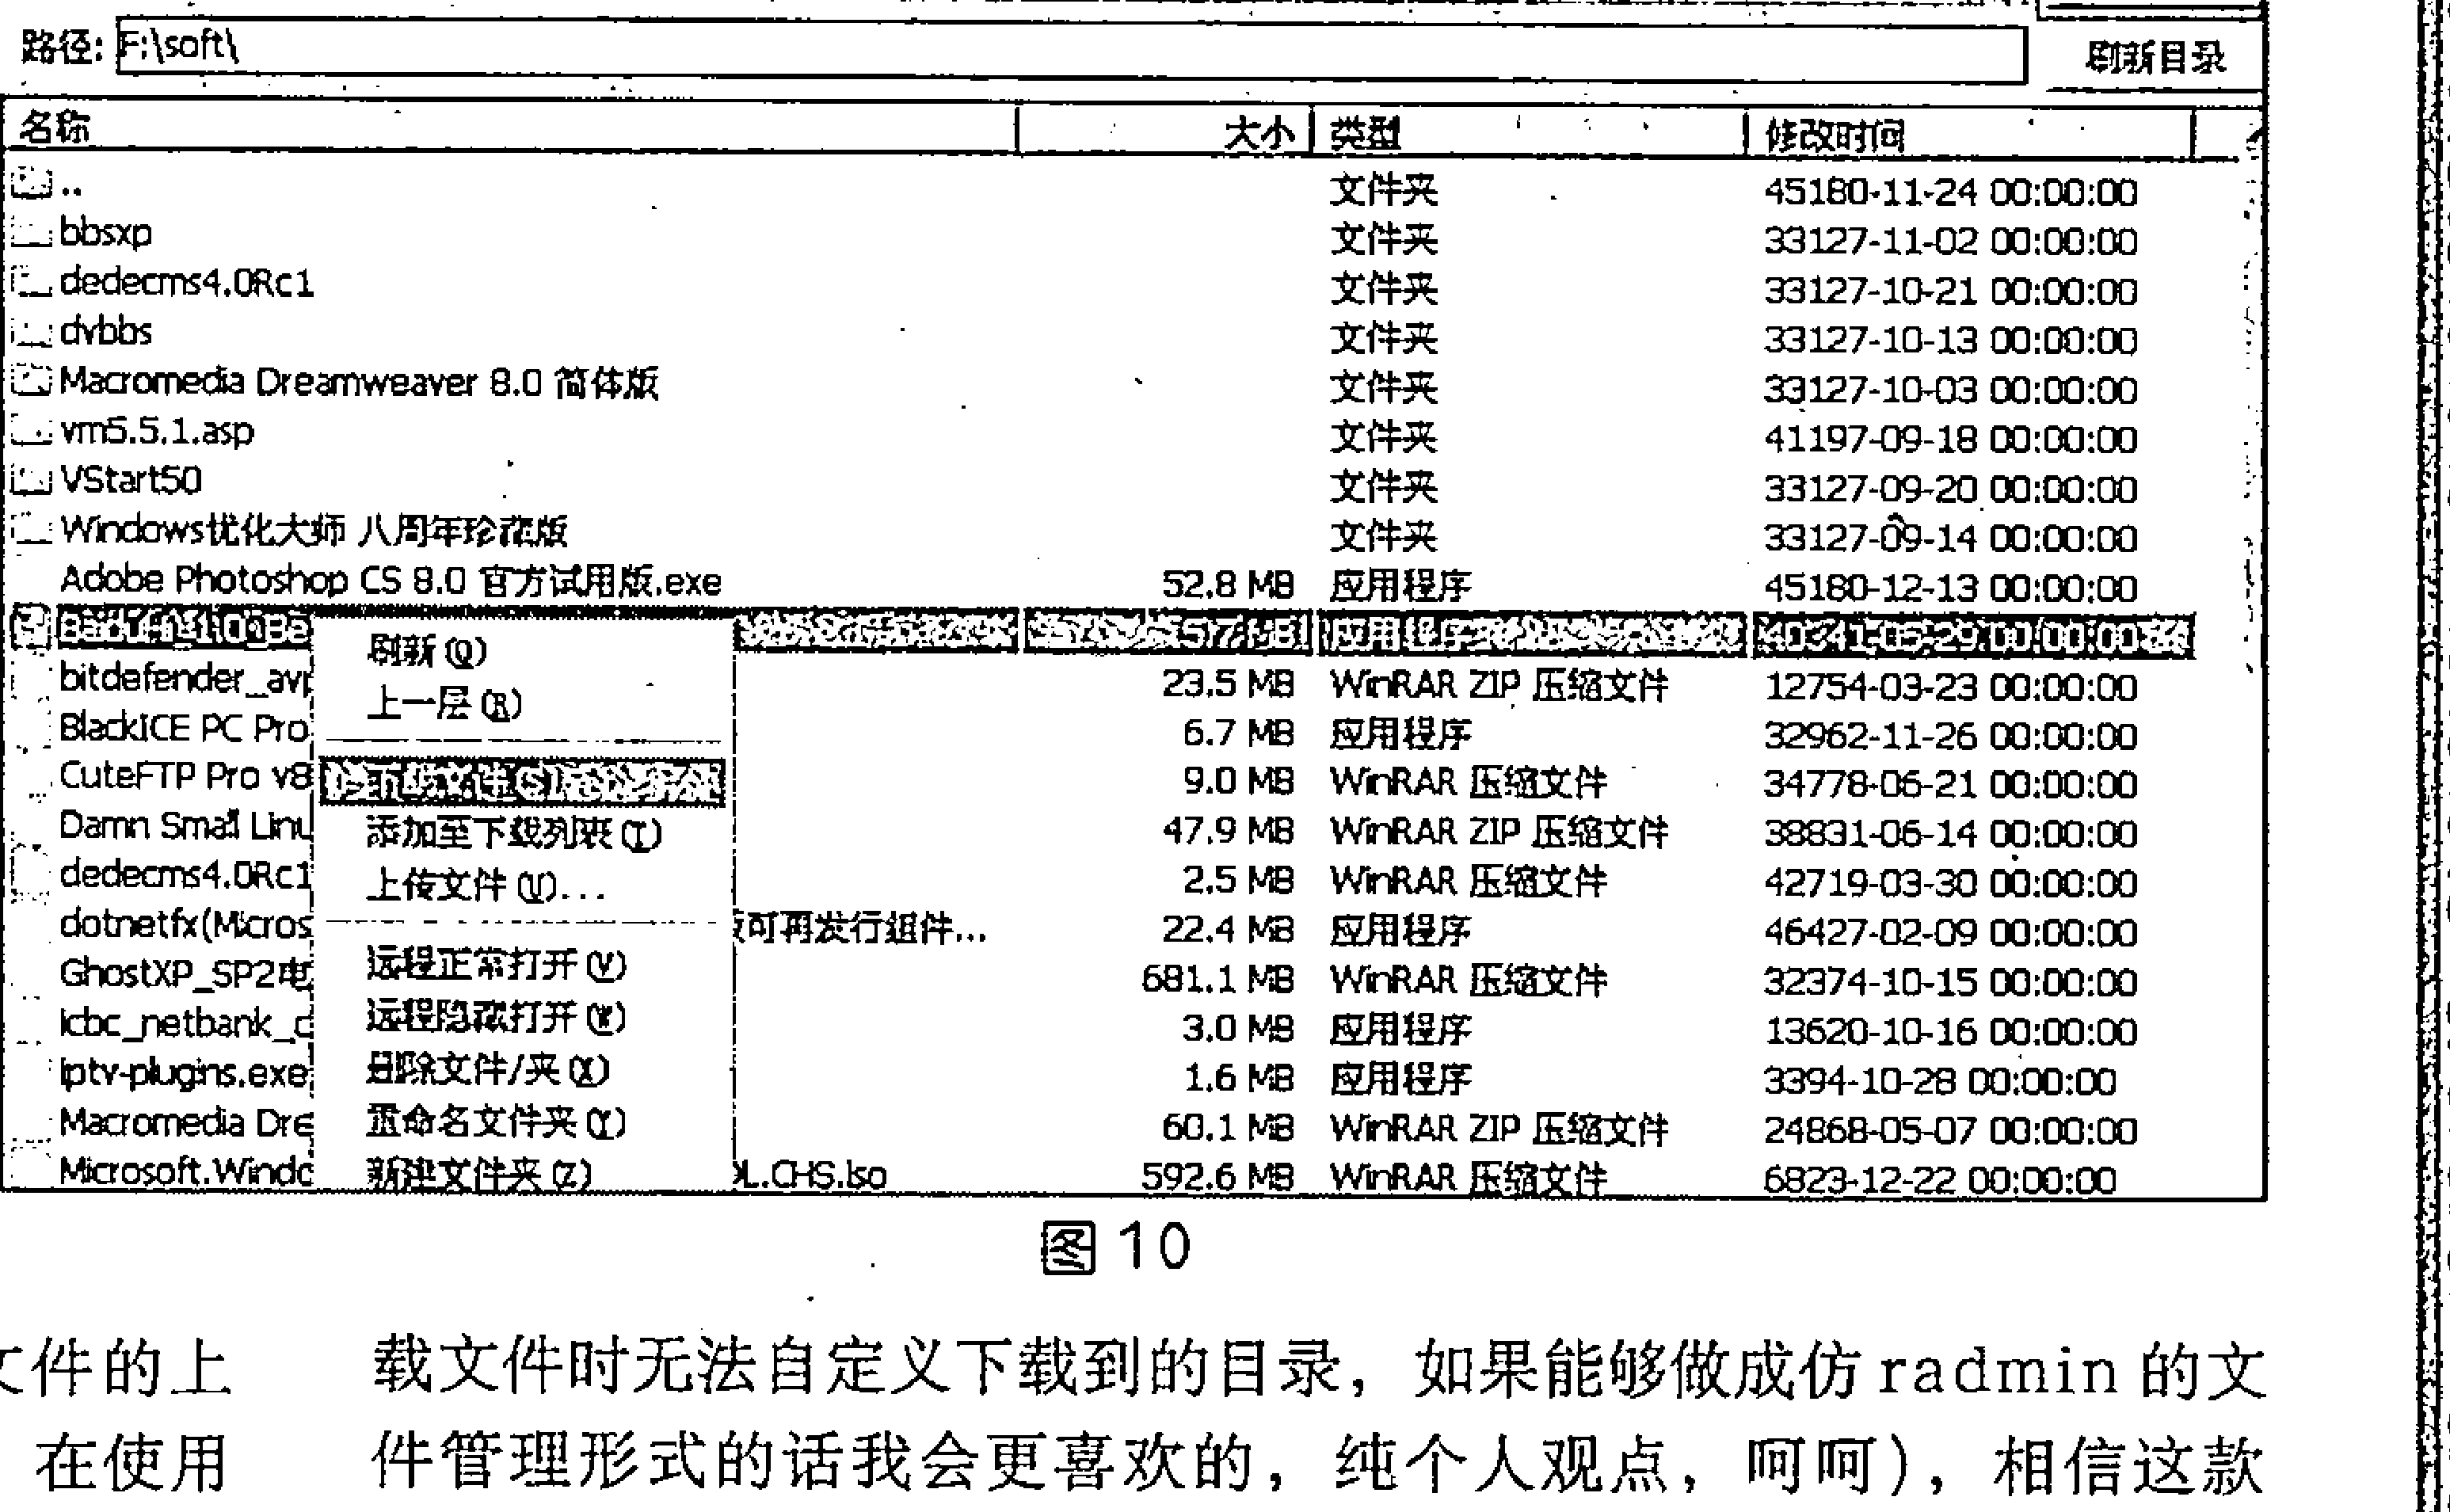 路径: F:\soft\ 刷新目录
名称 大小 类型 修改时间
.. 文件夹 45180-11-24 00:00:00
bbsxp 文件夹 33127-11-02 00:00:00
dedecms4.0Rc1 文件夹 33127-10-21 00:00:00
dvbbs 文件夹 33127-10-13 00:00:00
Macromedia Dreamweaver 8.0 简体版 文件夹 33127-10-03 00:00:00
vm5.5.1.asp 文件夹 41197-09-18 00:00:00
VStart50 文件夹 33127-09-20 00:00:00
Windows优化大师 八周年珍藏版 文件夹 33127-09-14 00:00:00
Adobe Photoshop CS 8.0 官方试用版.exe 52.8 MB 应用程序 45180-12-13 00:00:00
应用程序 40341-05-29 00:00:00
刷新(Q)
bitdefender_avp 23.5 MB WinRAR ZIP 压缩文件 12754-03-23 00:00:00
上一层(R)
BlackICE PC Pro 6.7 MB 应用程序 32962-11-26 00:00:00
CuteFTP Pro v8 9.0 MB WinRAR 压缩文件 34778-06-21 00:00:00
下载文件(S)
Damn Small Linu 47.9 MB WinRAR ZIP 压缩文件 38831-06-14 00:00:00
添加至下载列表(T)
dedecms4.0Rc1 2.5 MB WinRAR 压缩文件 42719-03-30 00:00:00
上传文件(U)...
dotnetfx(Micros 可再发行组件... 22.4 MB 应用程序 46427-02-09 00:00:00
远程正常打开(V)
GhostXP_SP2电 681.1 MB WinRAR 压缩文件 32374-10-15 00:00:00
远程隐藏打开(W)
icbc_netbank_c 3.0 MB 应用程序 13620-10-16 00:00:00
删除文件/夹(X)
iptv-plugins.exe 1.6 MB 应用程序 3394-10-28 00:00:00
重命名文件夹(Y)
Macromedia Dre 60.1 MB WinRAR ZIP 压缩文件 24868-05-07 00:00:00
新建文件夹(Z)
Microsoft.Windo L.CHS.iso 592.6 MB WinRAR 压缩文件 6823-12-22 00:00:00
图 10
文件的上
在使用
载文件时无法自定义下载到的目录，如果能够做成仿 radmin 的文
件管理形式的话我会更喜欢的，纯个人观点，呵呵)，相信这款